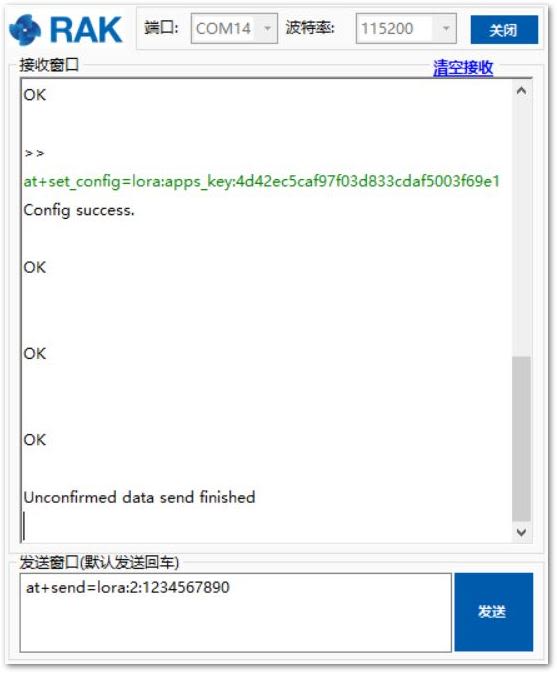 RAK 端口: COM14 波特率: 115200 关闭
接收窗口 清空接收
OK
>>
at+set_config=lora:apps_key:4d42ec5caf97f03d833cdaf5003f69e1
Config success.
OK
OK
OK
Unconfirmed data send finished
发送窗口(默认发送回车)
at+send=lora:2:1234567890
发送